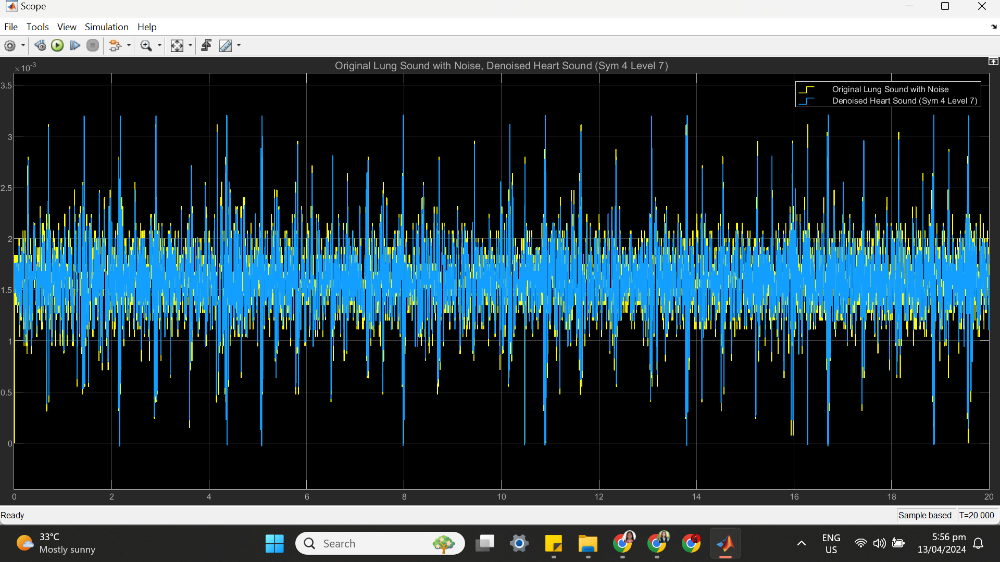 Scope
File Tools View Simulation Help
×10⁻³
Original Lung Sound with Noise, Denoised Heart Sound (Sym 4 Level 7)
Original Lung Sound with Noise
Denoised Heart Sound (Sym 4 Level 7)
3.5
3
2.5
2
1.5
1
0.5
0
0 2 4 6 8 10 12 14 16 18 20
Ready
Sample based T=20.000
33°C
Mostly sunny
Search
ENG
US
5:56 pm
13/04/2024